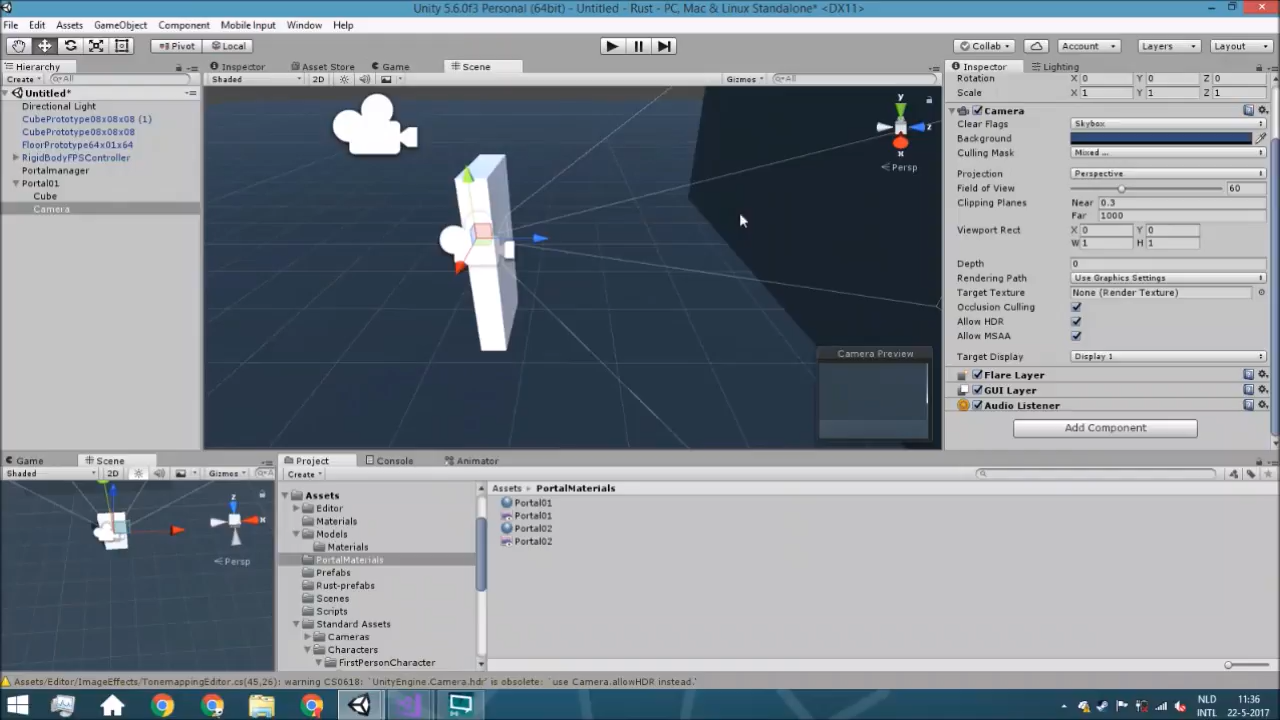 Unity 5.6.0f3 Personal (64bit) - Untitled - Rust - PC, Mac & Linux Standalone* <DX11>
File Edit Assets GameObject Component Mobile Input Window Help
Pivot Local Collab Account Layers Layout
Hierarchy Inspector Asset Store Game Scene Inspector Lighting
Create All Shaded 2D Gizmos All
Rotation X 0 Y 0 Z 0
Scale X 1 Y 1 Z 1
Untitled*
Directional Light
CubePrototype08x08x08 (1)
CubePrototype08x08x08
FloorPrototype64x01x64
RigidBodyFPSController
Portalmanager
Portal01
Cube
Camera
y
z
x
Persp
Camera Preview
Camera
Clear Flags Skybox
Background
Culling Mask Mixed ...
Projection Perspective
Field of View 60
Clipping Planes Near 0.3
Far 1000
Viewport Rect X 0 Y 0
W 1 H 1
Depth 0
Rendering Path Use Graphics Settings
Target Texture None (Render Texture)
Occlusion Culling
Allow HDR
Allow MSAA
Target Display Display 1
Flare Layer
GUI Layer
Audio Listener
Add Component
Game Scene Project Console Animator
Shaded 2D Gizmos Create
z
x
Persp
Assets
Editor
Materials
Models
Materials
PortalMaterials
Prefabs
Rust-prefabs
Scenes
Scripts
Standard Assets
Cameras
Characters
FirstPersonCharacter
Assets PortalMaterials
Portal01
Portal01
Portal02
Portal02
Assets/Editor/ImageEffects/TonemappingEditor.cs(45,26): warning CS0618: `UnityEngine.Camera.hdr' is obsolete: `use Camera.allowHDR instead.'
NLD 11:36
INTL 22-5-2017